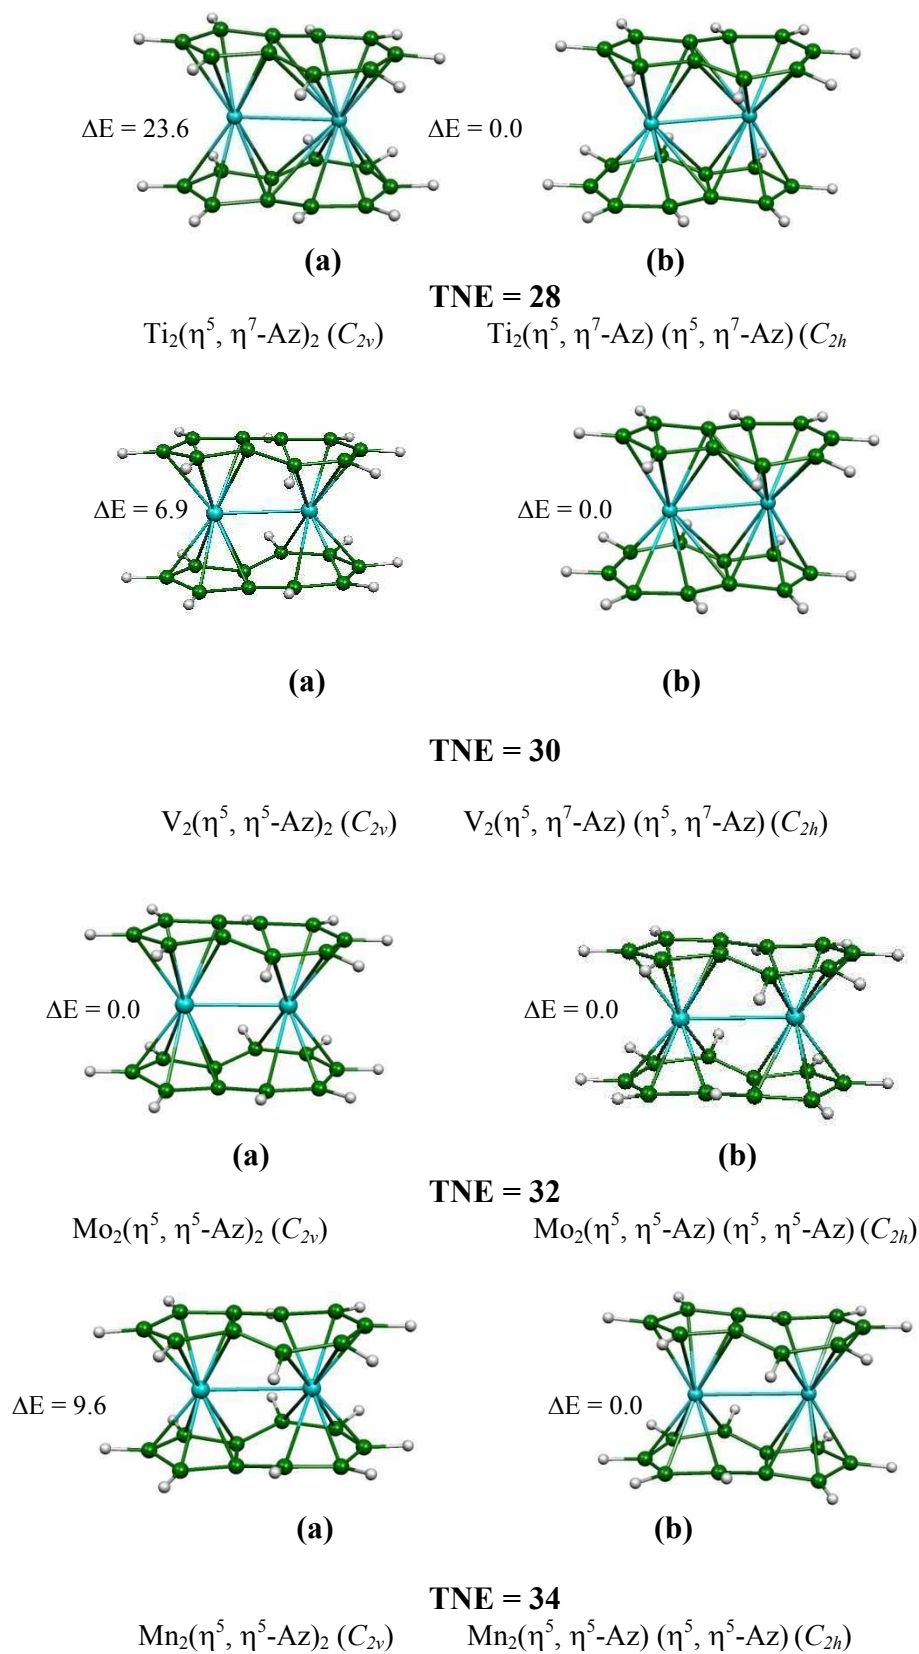 ΔE = 23.6 ΔE = 0.0
(a) (b)
TNE = 28
Ti₂(η⁵, η⁷-Az)₂ (C₂ᵥ) Ti₂(η⁵, η⁷-Az) (η⁵, η⁷-Az) (C₂ₕ
ΔE = 6.9 ΔE = 0.0
(a) (b)
TNE = 30
V₂(η⁵, η⁵-Az)₂ (C₂ᵥ) V₂(η⁵, η⁷-Az) (η⁵, η⁷-Az) (C₂ₕ)
ΔE = 0.0 ΔE = 0.0
(a) (b)
TNE = 32
Mo₂(η⁵, η⁵-Az)₂ (C₂ᵥ) Mo₂(η⁵, η⁵-Az) (η⁵, η⁵-Az) (C₂ₕ)
ΔE = 9.6 ΔE = 0.0
(a) (b)
TNE = 34
Mn₂(η⁵, η⁵-Az)₂ (C₂ᵥ) Mn₂(η⁵, η⁵-Az) (η⁵, η⁵-Az) (C₂ₕ)